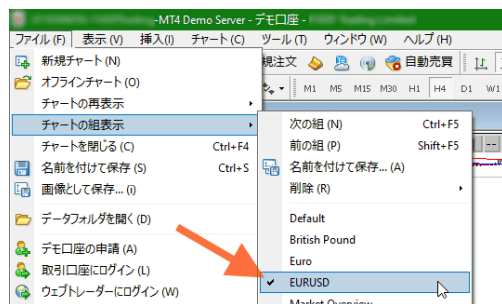 -MT4 Demo Server - デモ口座 -
ファイル (F) 表示 (V) 挿入(I) チャート (C) ツール (T) ウィンドウ (W) ヘルプ (H)
新規チャート (N)
オフラインチャート (O)
チャートの再表示
チャートの組表示
チャートを閉じる (C) Ctrl+F4
名前を付けて保存 (S) Ctrl+S
画像として保存... (i)
データフォルダを開く (D)
デモ口座の申請 (A)
取引口座にログイン (L)
ウェブトレーダーにログイン (W)
規注文 自動売買
M1 M5 M15 M30 H1 H4 D1 W1
次の組 (N) Ctrl+F5
前の組 (P) Shift+F5
名前を付けて保存... (A)
削除 (R)
Default
British Pound
Euro
EURUSD
Market Overview